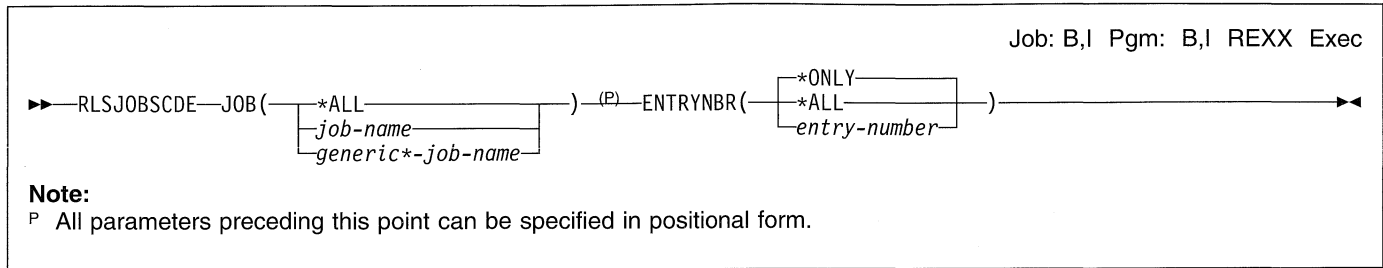 Job: B,I Pgm: B,I REXX Exec
*ONLY
►►—RLSJOBSCDE—JOB(—*ALL—)—(P)—ENTRYNBR(—*ALL—)—►◄
job-name entry-number
generic*-job-name
Note:
P All parameters preceding this point can be specified in positional form.